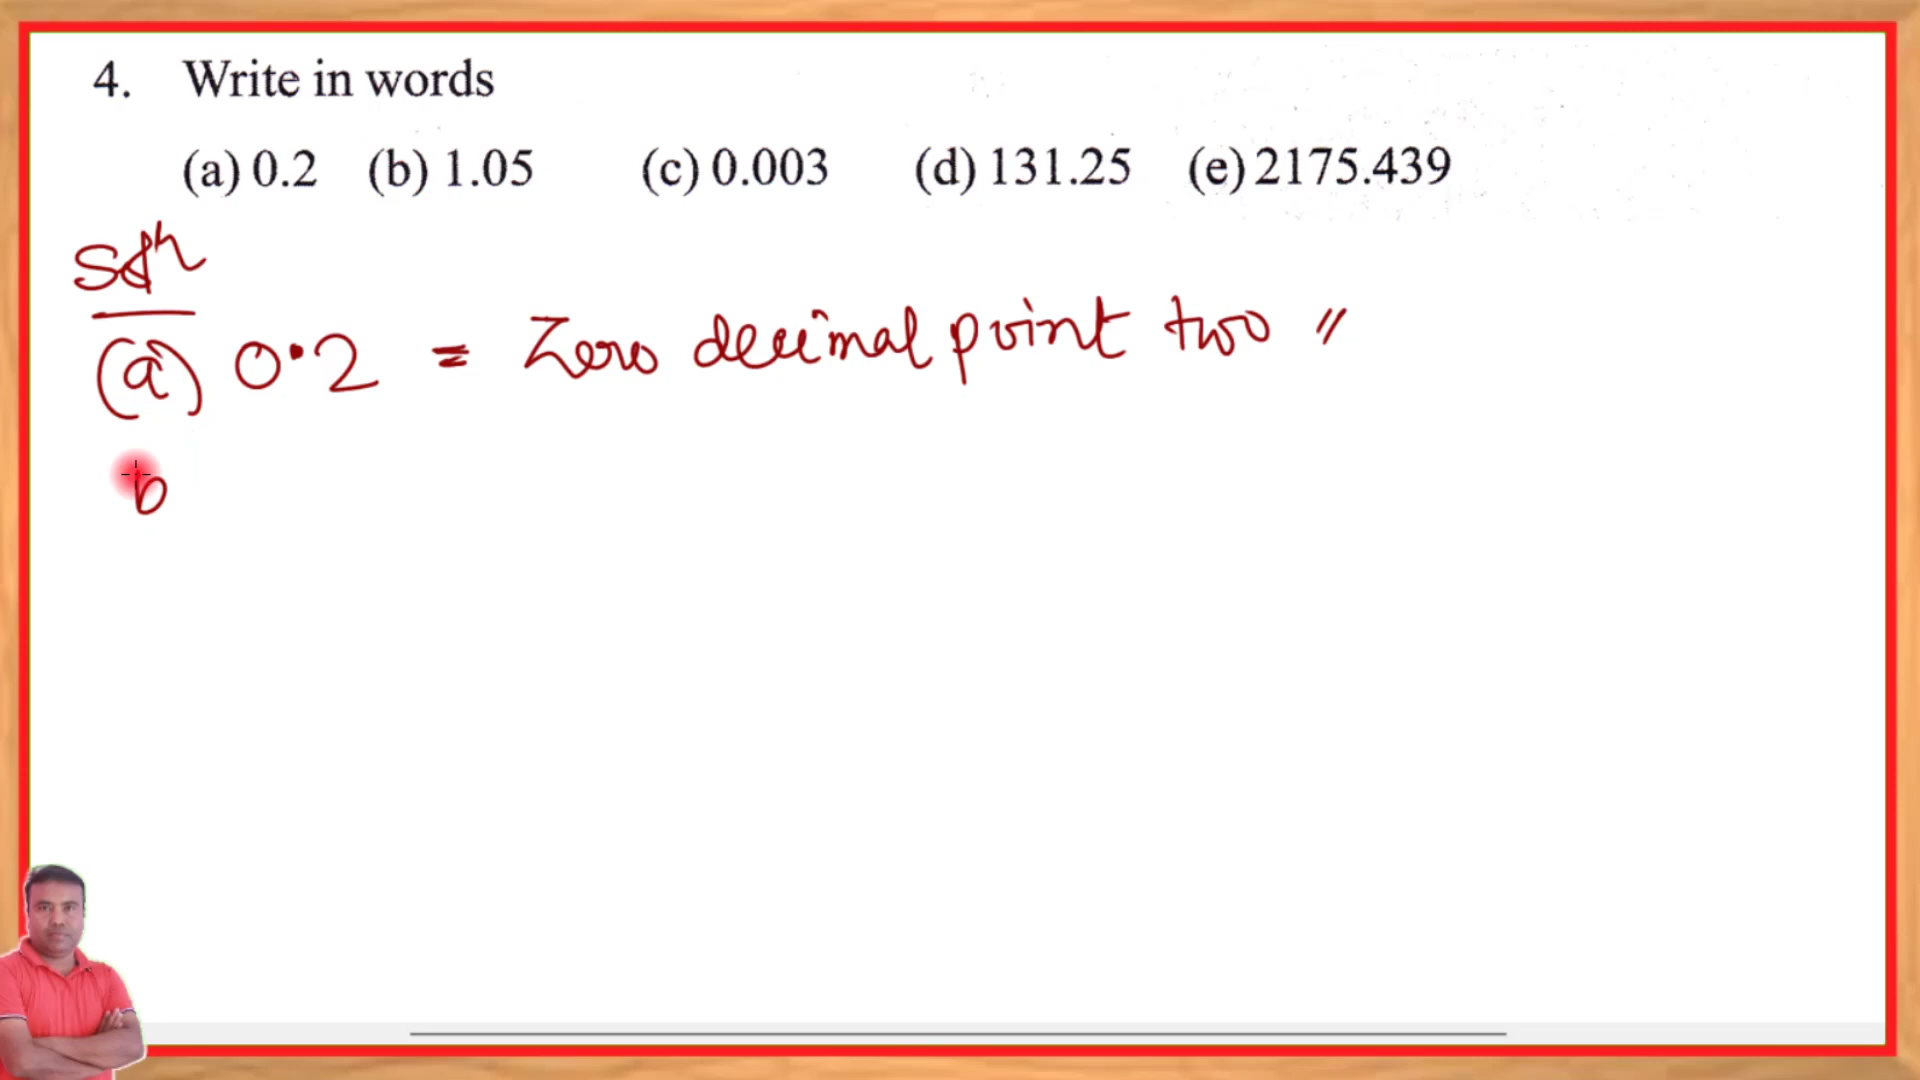 4. Write in words
(a) 0.2 (b) 1.05 (c) 0.003 (d) 131.25 (e) 2175.439
Solⁿ
(a) 0.2 = Zero decimal point two //
b